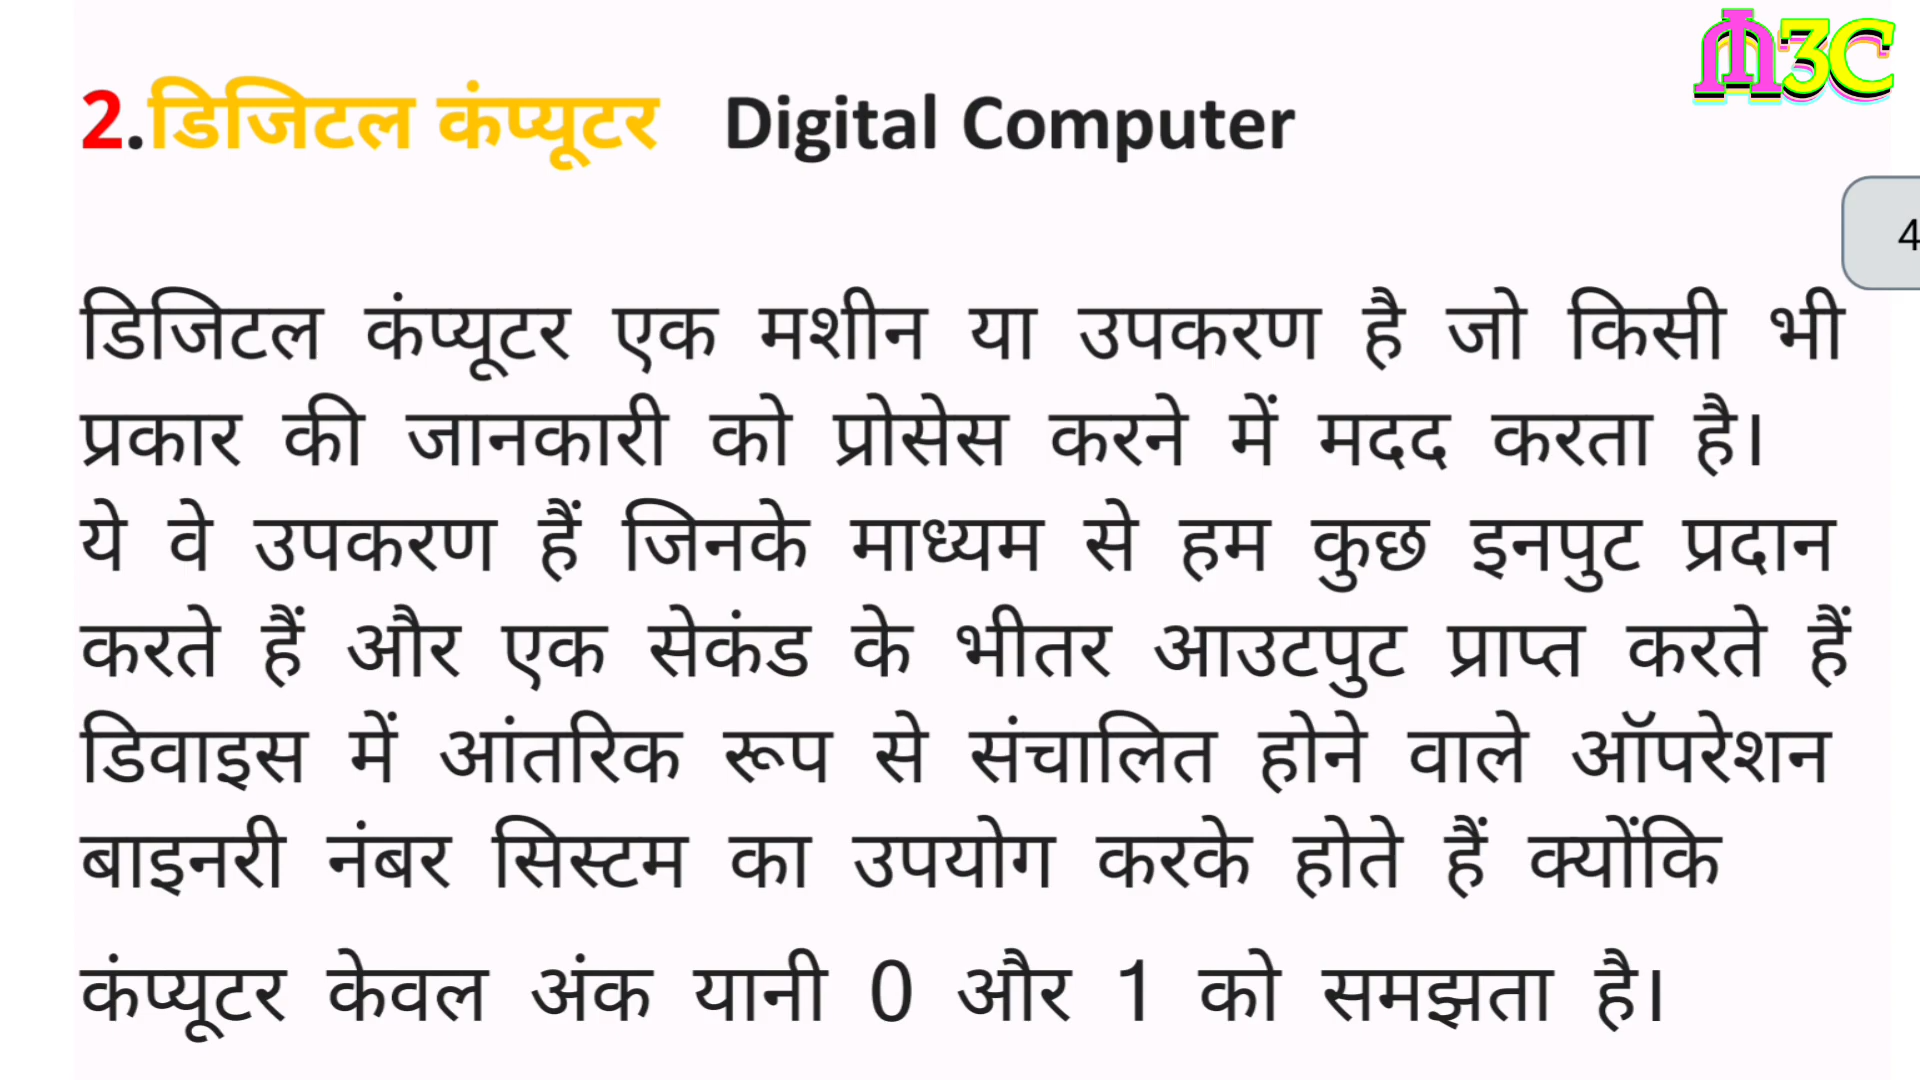 M3C
2.डिजिटल कंप्यूटर Digital Computer
4
डिजिटल कंप्यूटर एक मशीन या उपकरण है जो किसी भी
प्रकार की जानकारी को प्रोसेस करने में मदद करता है।
ये वे उपकरण हैं जिनके माध्यम से हम कुछ इनपुट प्रदान
करते हैं और एक सेकंड के भीतर आउटपुट प्राप्त करते हैं
डिवाइस में आंतरिक रूप से संचालित होने वाले ऑपरेशन
बाइनरी नंबर सिस्टम का उपयोग करके होते हैं क्योंकि
कंप्यूटर केवल अंक यानी 0 और 1 को समझता है।